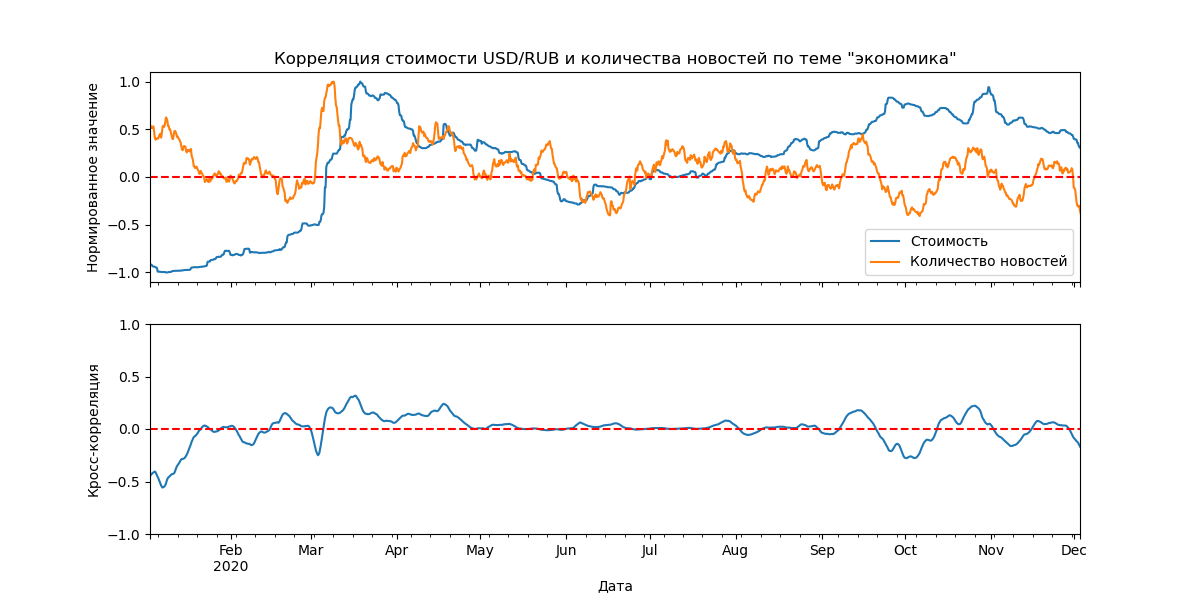 Корреляция стоимости USD/RUB и количества новостей по теме "экономика"
Нормированное значение
1.0
0.5
0.0
−0.5
−1.0
Стоимость
Количество новостей
Кросс-корреляция
1.0
0.5
0.0
−0.5
−1.0
Feb Mar Apr May Jun Jul Aug Sep Oct Nov Dec
2020
Дата